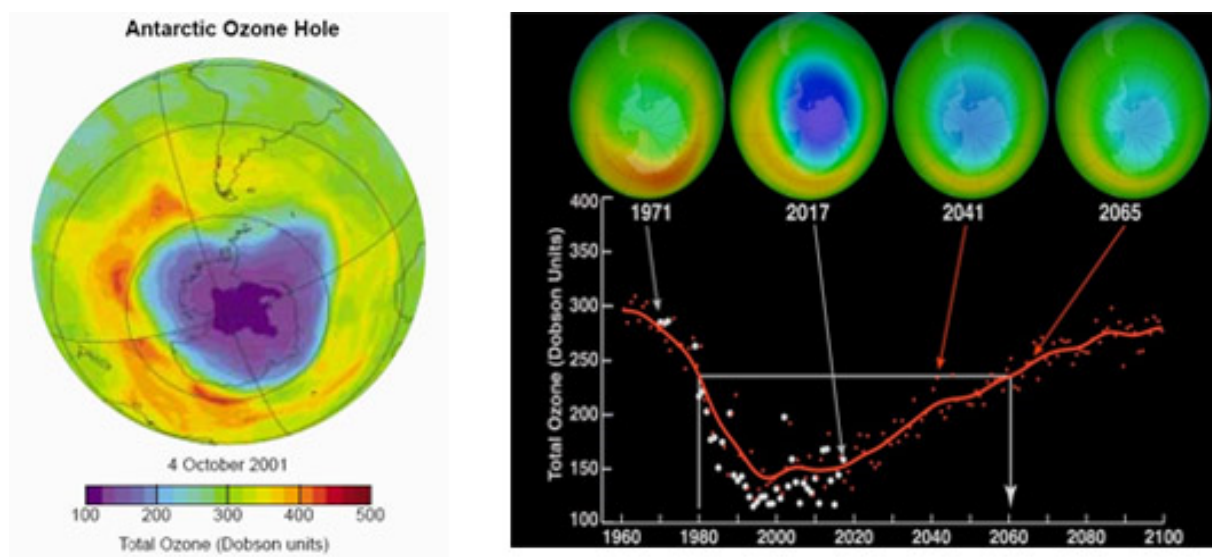 Antarctic Ozone Hole
4 October 2001
100 200 300 400 500
Total Ozone (Dobson units)
1971 2017 2041 2065
Total Ozone (Dobson Units)
400
350
300
250
200
150
100
1960 1980 2000 2020 2040 2060 2080 2100